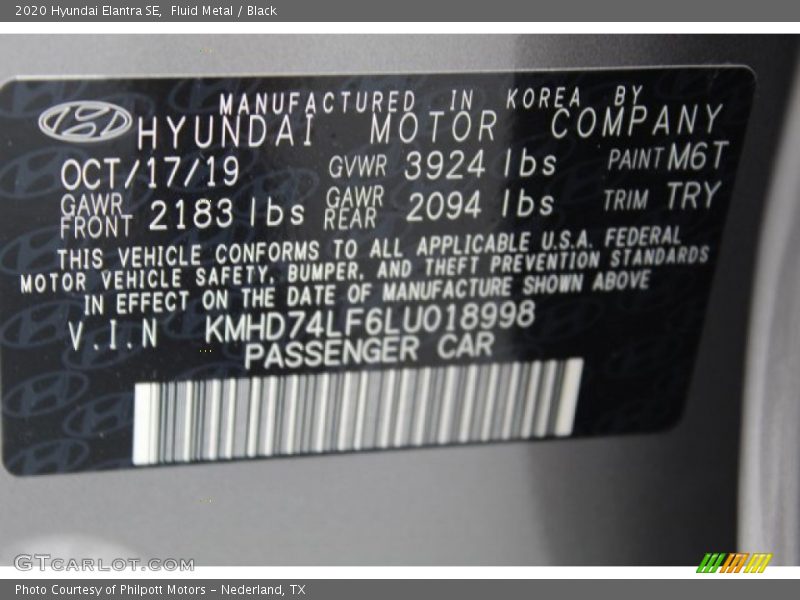 2020 Hyundai Elantra SE, Fluid Metal / Black
MANUFACTURED IN KOREA BY
HYUNDAI MOTOR COMPANY
OCT/17/19 GVWR 3924 lbs PAINT M6T
GAWR FRONT 2183 lbs GAWR REAR 2094 lbs TRIM TRY
THIS VEHICLE CONFORMS TO ALL APPLICABLE U.S.A. FEDERAL
MOTOR VEHICLE SAFETY, BUMPER, AND THEFT PREVENTION STANDARDS
IN EFFECT ON THE DATE OF MANUFACTURE SHOWN ABOVE
V.I.N KMHD74LF6LU018998
PASSENGER CAR
GTCARLOT.COM
Photo Courtesy of Philpott Motors - Nederland, TX